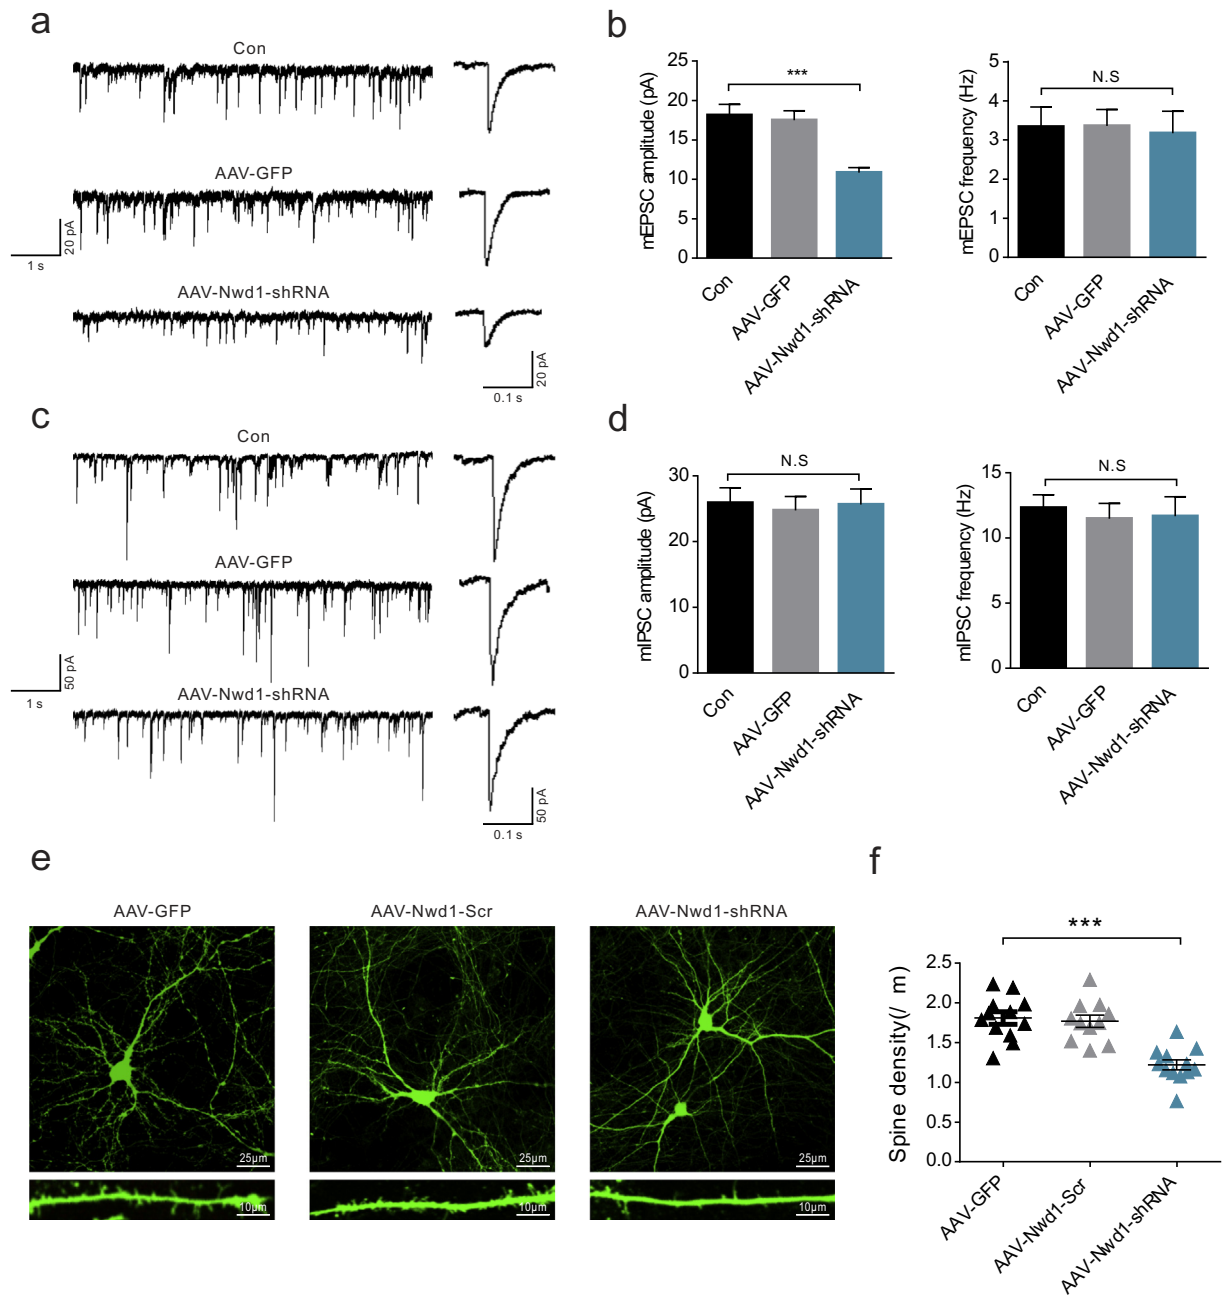 a
Con
AAV-GFP
20 pA
1 s
AAV-Nwd1-shRNA
20 pA
0.1 s
b
mEPSC amplitude (pA)
25
20
15
10
5
0
***
Con
AAV-GFP
AAV-Nwd1-shRNA
mEPSC frequency (Hz)
5
4
3
2
1
0
N.S
Con
AAV-GFP
AAV-Nwd1-shRNA
c
Con
AAV-GFP
50 pA
1 s
AAV-Nwd1-shRNA
50 pA
0.1 s
d
mIPSC amplitude (pA)
30
20
10
0
N.S
Con
AAV-GFP
AAV-Nwd1-shRNA
mIPSC frequency (Hz)
15
10
5
0
N.S
Con
AAV-GFP
AAV-Nwd1-shRNA
e
AAV-GFP
AAV-Nwd1-Scr
AAV-Nwd1-shRNA
25μm
25μm
25μm
10μm
10μm
10μm
f
***
Spine density(/ m)
2.5
2.0
1.5
1.0
0.5
0.0
AAV-GFP
AAV-Nwd1-Scr
AAV-Nwd1-shRNA